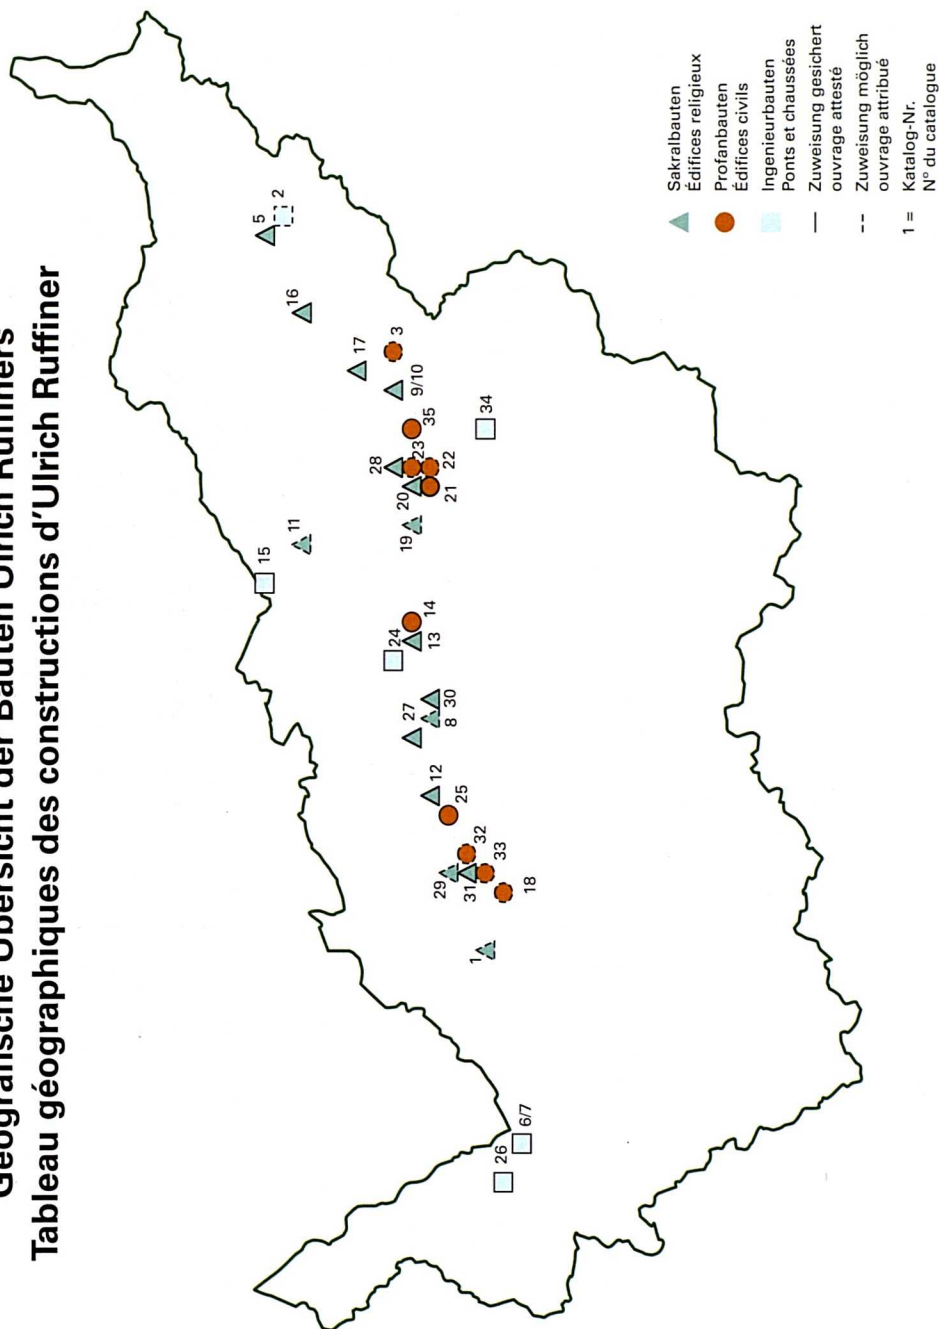 Geografische Übersicht der Bauten Ulrich Ruffiners
Tableau géographiques des constructions d'Ulrich Ruffiner
5
2
16
17
3
9/10
35
34
28
23
22
20
21
19
11
15
14
24
13
27
30
8
12
25
32
29
33
31
18
1
6/7
26
Sakralbauten
Édifices religieux
Profanbauten
Édifices civils
Ingenieurbauten
Ponts et chaussées
Zuweisung gesichert
ouvrage attesté
Zuweisung möglich
ouvrage attribué
1 = Katalog-Nr.
N° du catalogue